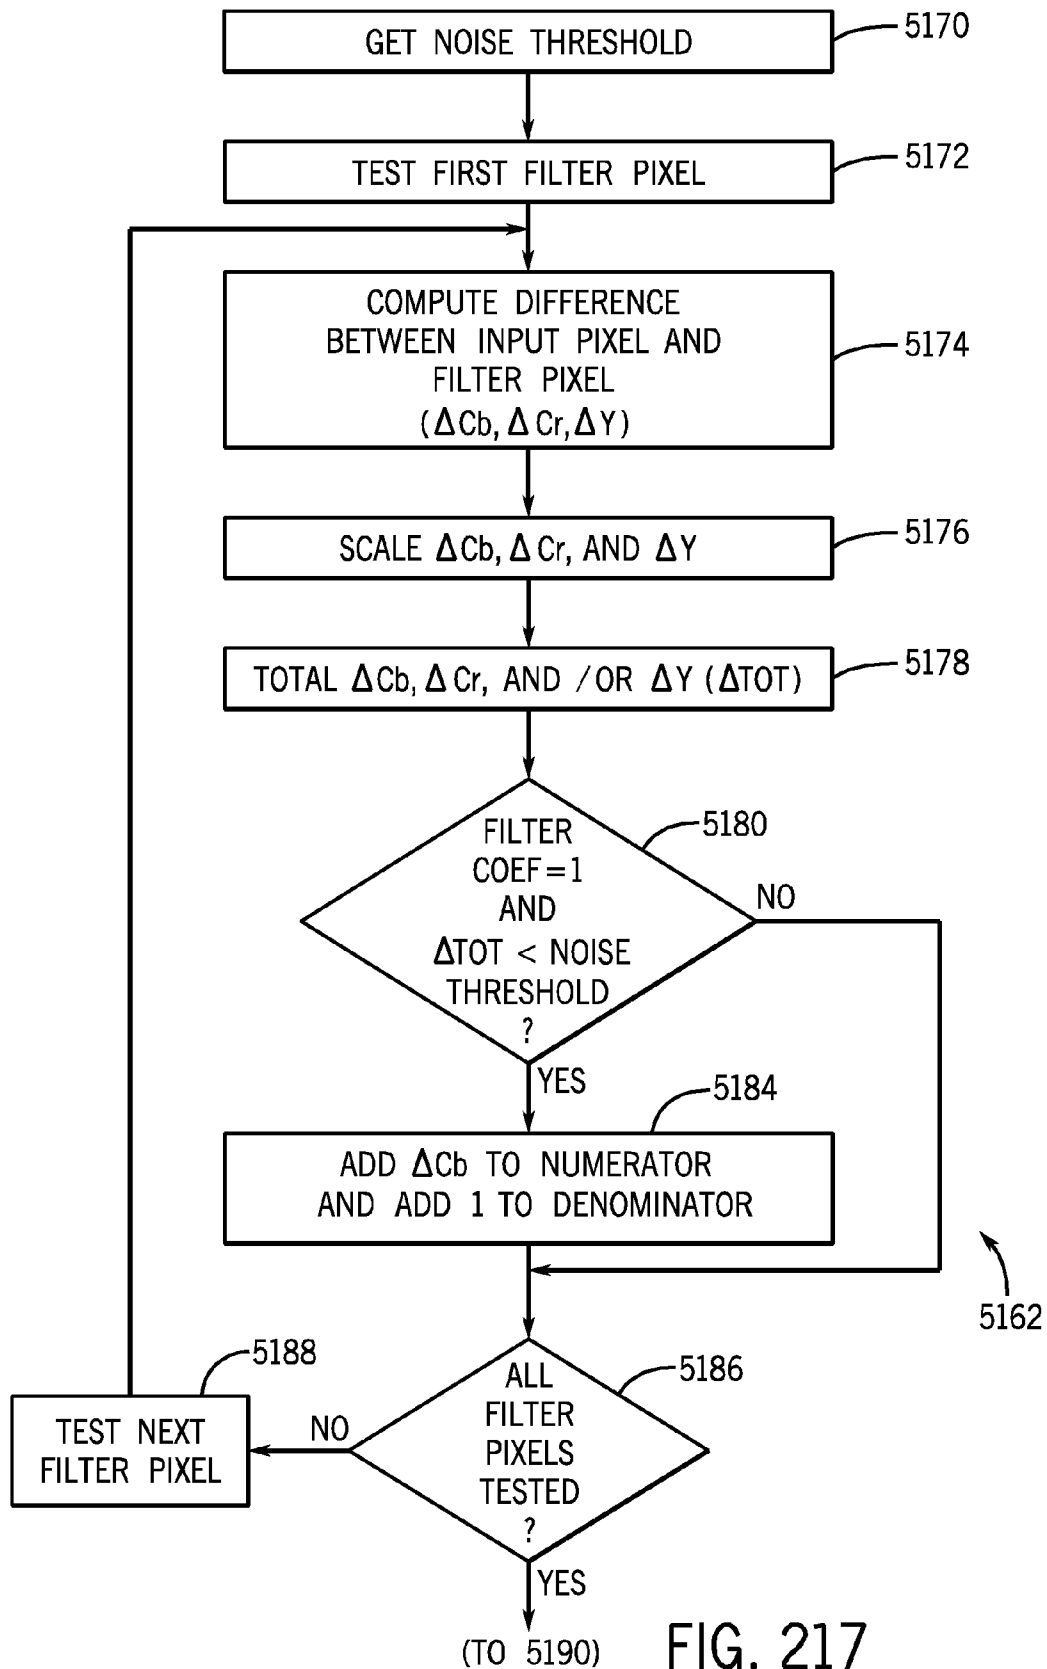 GET NOISE THRESHOLD
5170
TEST FIRST FILTER PIXEL
5172
COMPUTE DIFFERENCE
BETWEEN INPUT PIXEL AND
FILTER PIXEL
(ΔCb, ΔCr, ΔY)
5174
SCALE ΔCb, ΔCr, AND ΔY
5176
TOTAL ΔCb, ΔCr, AND /OR ΔY (ΔTOT)
5178
FILTER
COEF=1
AND
ΔTOT < NOISE
THRESHOLD
?
5180
NO
YES
5184
ADD ΔCb TO NUMERATOR
AND ADD 1 TO DENOMINATOR
5162
ALL
FILTER
PIXELS
TESTED
?
5186
NO
5188
TEST NEXT
FILTER PIXEL
YES
(TO 5190)
FIG. 217